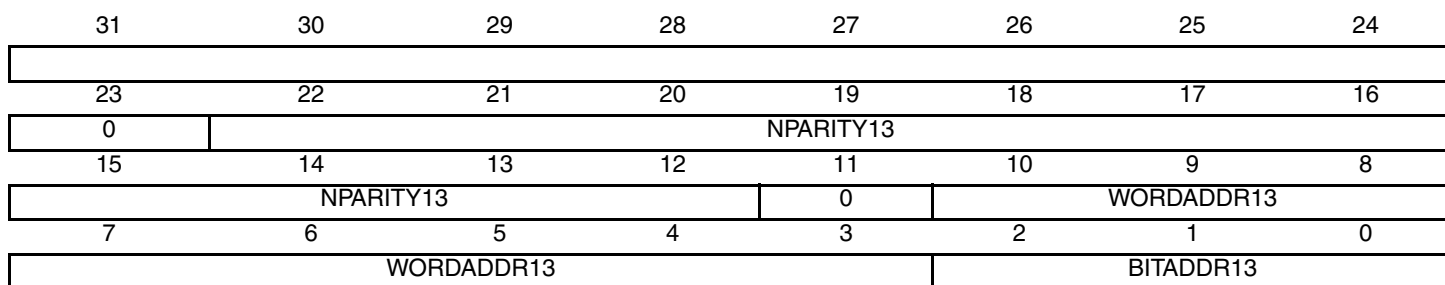 31 30 29 28 27 26 25 24
23 22 21 20 19 18 17 16
0 NPARITY13
15 14 13 12 11 10 9 8
NPARITY13 0 WORDADDR13
7 6 5 4 3 2 1 0
WORDADDR13 BITADDR13